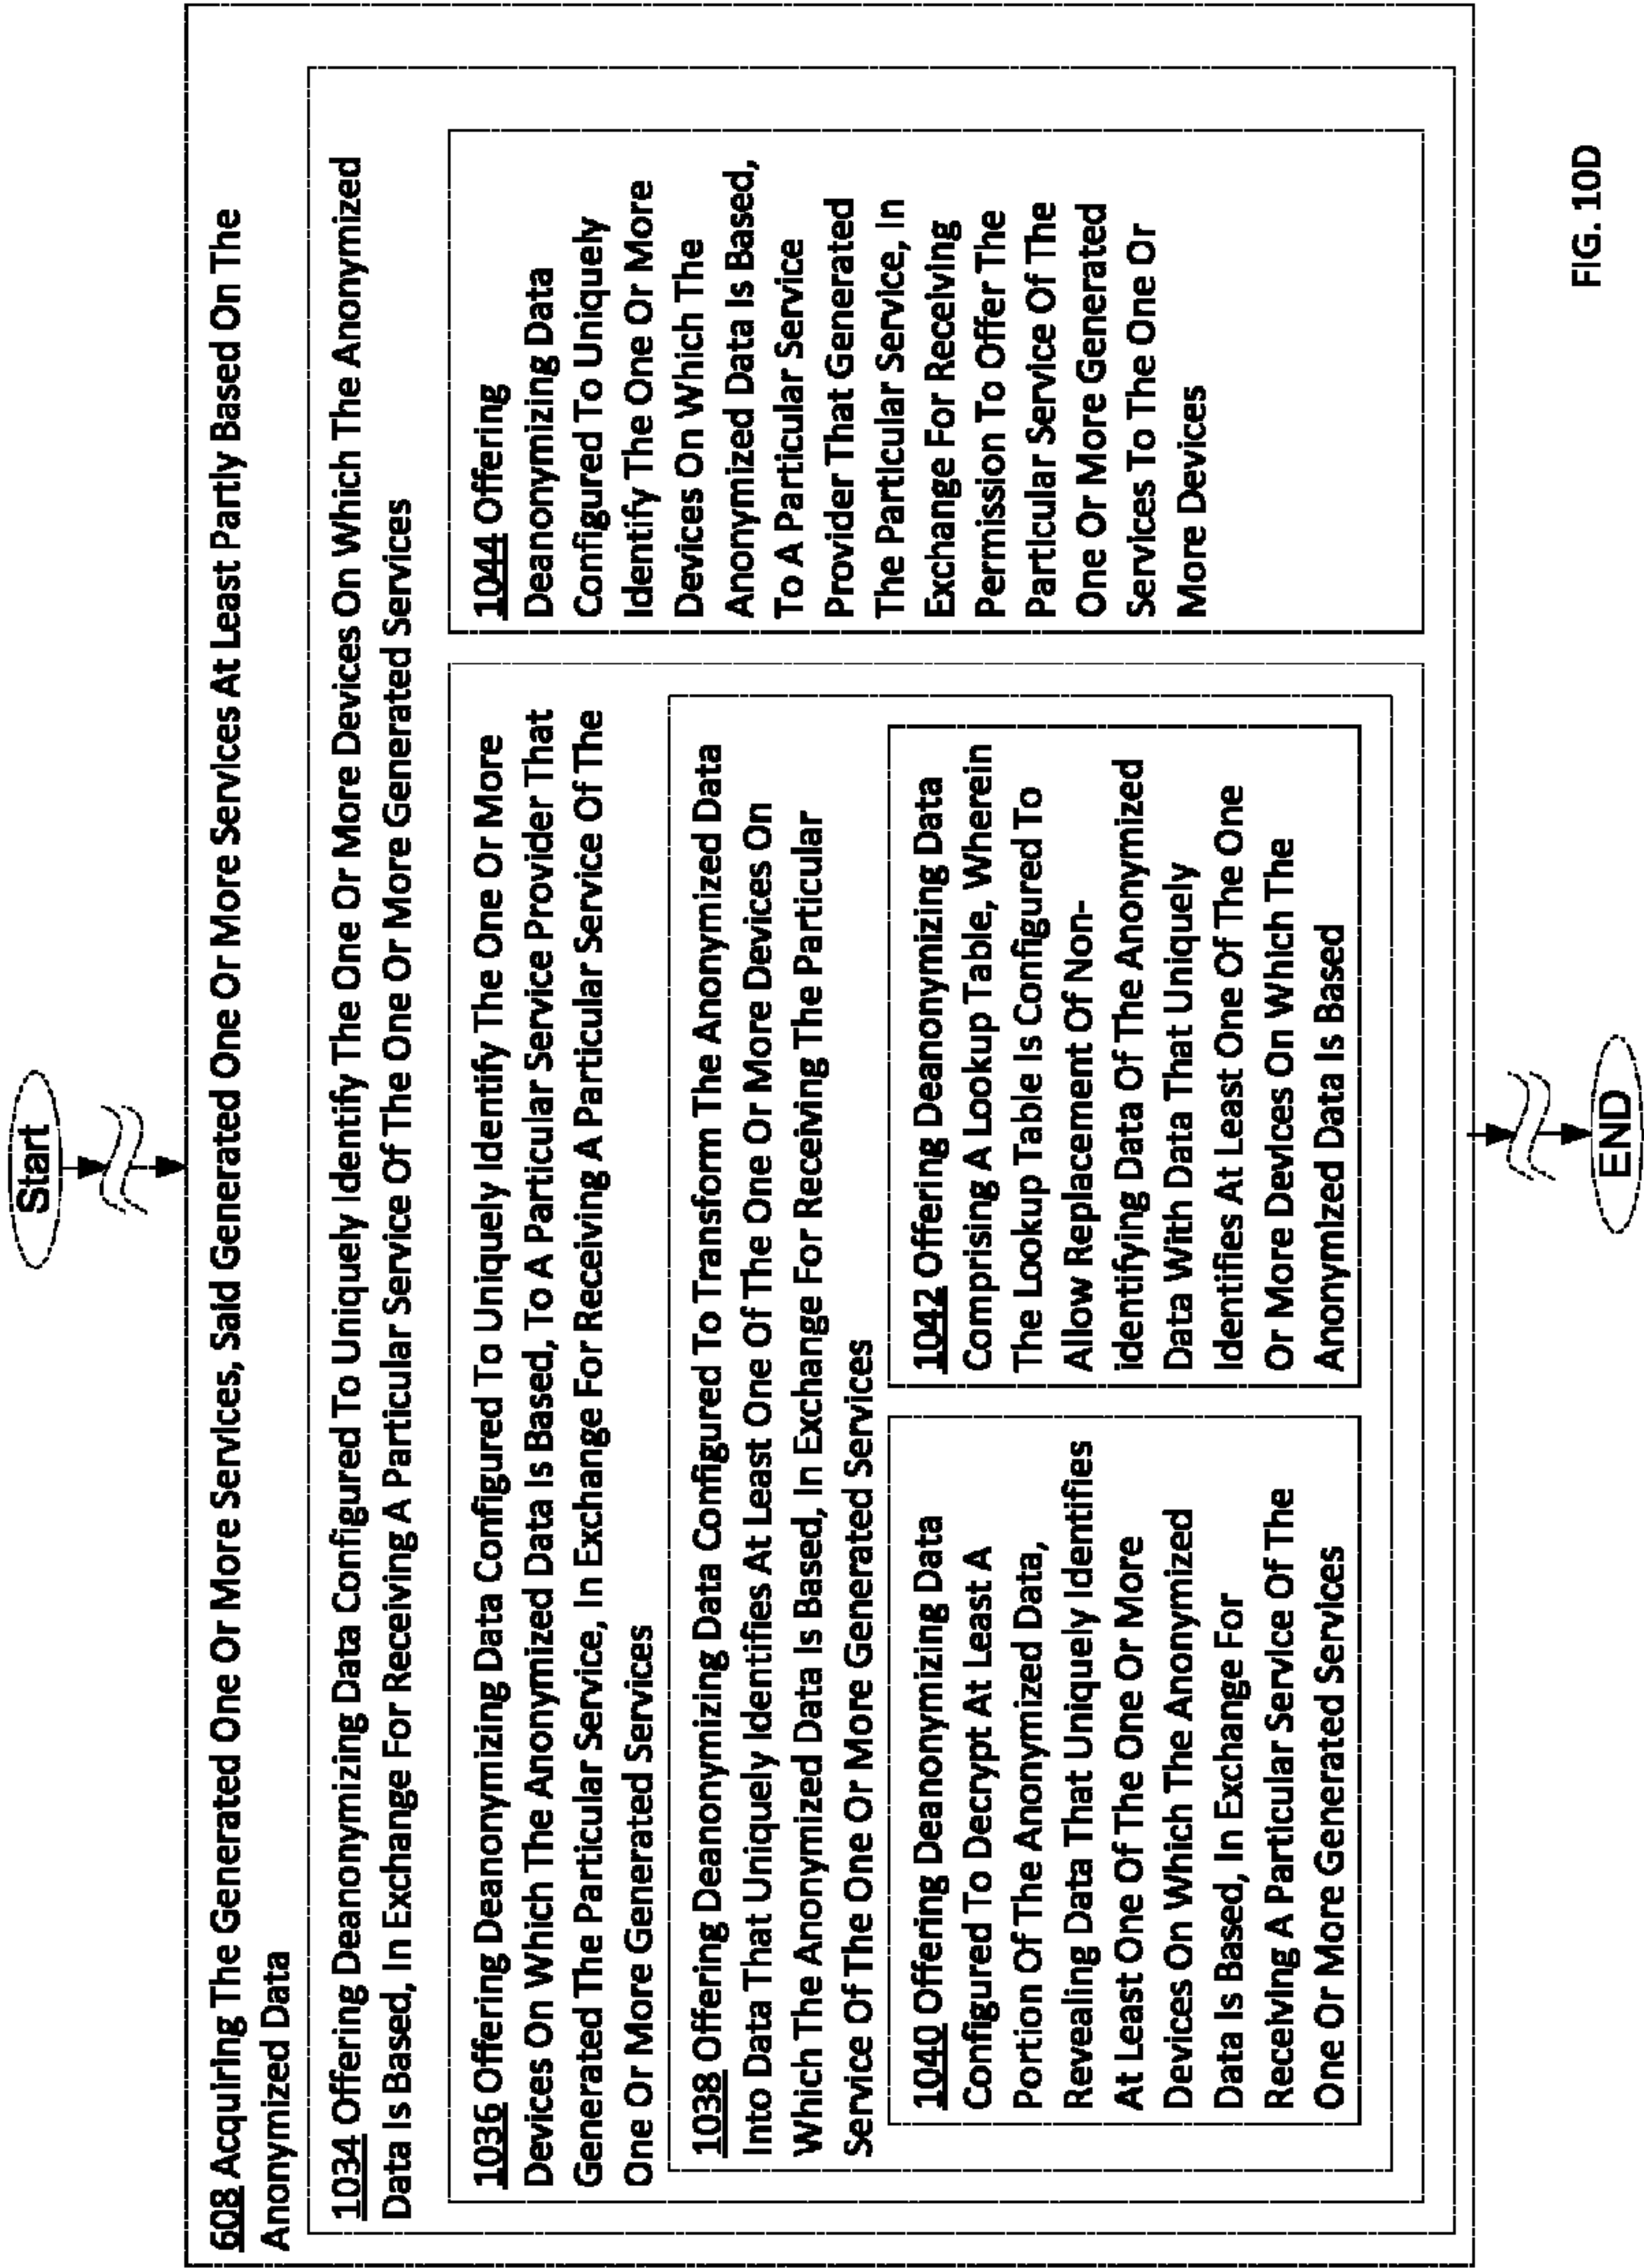 Start
608 Acquiring The Generated One Or More Services, Said Generated One Or More Services At Least Partly Based On The
Anonymized Data
1034 Offering Deanonymizing Data Configured To Uniquely Identify The One Or More Devices On Which The Anonymized
Data Is Based, In Exchange For Receiving A Particular Service Of The One Or More Generated Services
1036 Offering Deanonymizing Data Configured To Uniquely Identify The One Or More
Devices On Which The Anonymized Data Is Based, To A Particular Service Provider That
Generated The Particular Service, In Exchange For Receiving A Particular Service Of The
One Or More Generated Services
1038 Offering Deanonymizing Data Configured To Transform The Anonymized Data
Into Data That Uniquely Identifies At Least One Of The One Or More Devices On
Which The Anonymized Data Is Based, In Exchange For Receiving The Particular
Service Of The One Or More Generated Services
1040 Offering Deanonymizing Data
Configured To Decrypt At Least A
Portion Of The Anonymized Data,
Revealing Data That Uniquely Identifies
At Least One Of The One Or More
Devices On Which The Anonymized
Data Is Based, In Exchange For
Receiving A Particular Service Of The
One Or More Generated Services
1042 Offering Deanonymizing Data
Comprising A Lookup Table, Wherein
The Lookup Table Is Configured To
Allow Replacement Of Non-
identifying Data Of The Anonymized
Data With Data That Uniquely
Identifies At Least One Of The One
Or More Devices On Which The
Anonymized Data Is Based
1044 Offering
Deanonymizing Data
Configured To Uniquely
Identify The One Or More
Devices On Which The
Anonymized Data Is Based,
To A Particular Service
Provider That Generated
The Particular Service, In
Exchange For Receiving
Permission To Offer The
Particular Service Of The
One Or More Generated
Services To The One Or
More Devices
END
FIG. 10D